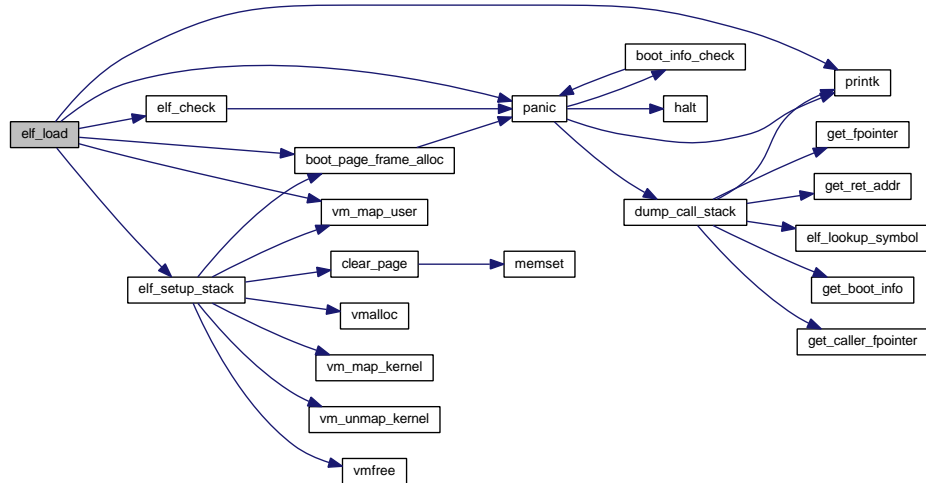 boot_info_check
printk
elf_check
panic
halt
elf_load
get_fpointer
boot_page_frame_alloc
get_ret_addr
vm_map_user
dump_call_stack
elf_lookup_symbol
clear_page
memset
elf_setup_stack
get_boot_info
vmalloc
get_caller_fpointer
vm_map_kernel
vm_unmap_kernel
vmfree